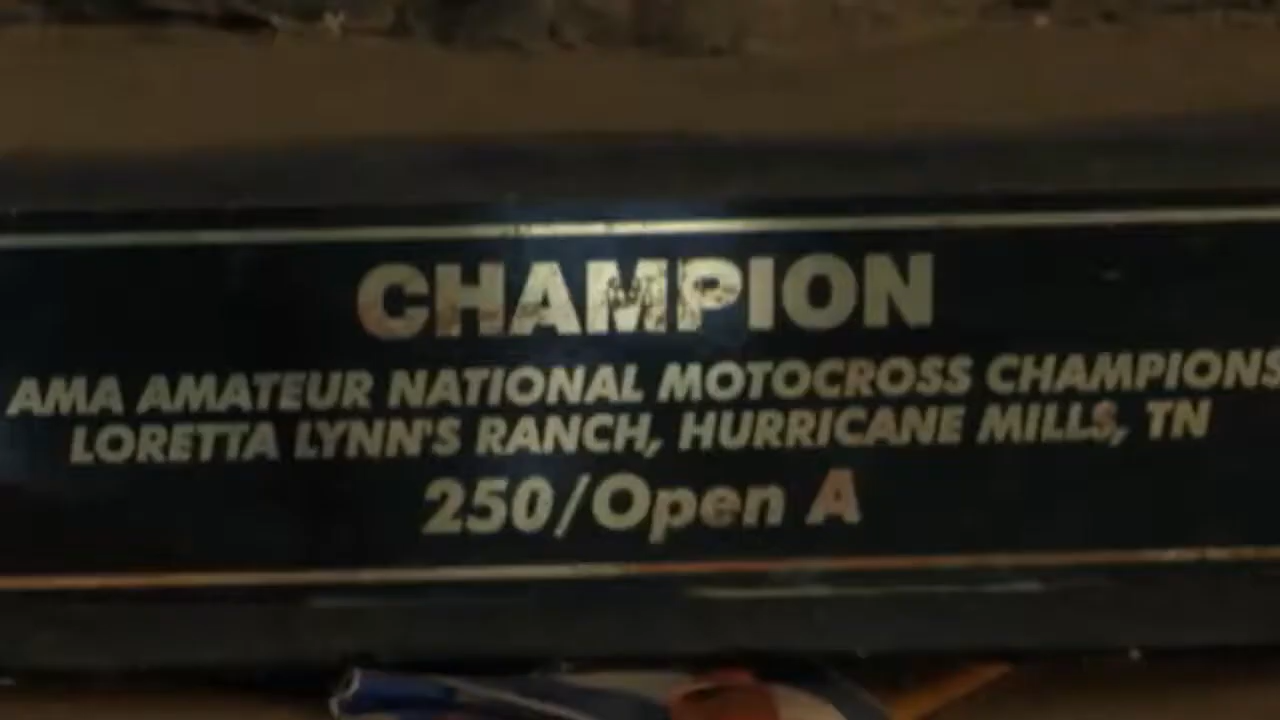 CHAMPION
AMA AMATEUR NATIONAL MOTOCROSS CHAMPIONS
LORETTA LYNN'S RANCH, HURRICANE MILLS, TN
250/Open A